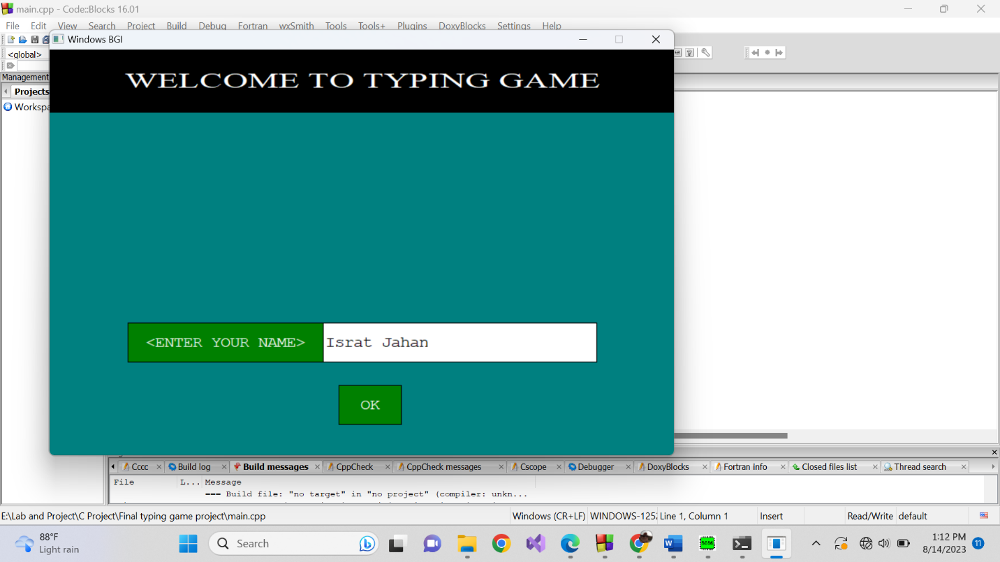 main.cpp - Code::Blocks 16.01
File Edit View Search Project Build Debug Fortran wxSmith Tools Tools+ Plugins DoxyBlocks Settings Help
Windows BGI
<global>
Management
Projects
WELCOME TO TYPING GAME
<ENTER YOUR NAME> Israt Jahan
OK
Cccc Build log Build messages CppCheck CppCheck messages Cscope Debugger DoxyBlocks Fortran info Closed files list Thread search
File L... Message
=== Build file: "no target" in "no project" (compiler: unkn...
E:\Lab and Project\C Project\Final typing game project\main.cpp Windows (CR+LF) Line 1, Column 1 Insert Read/Write default
88°F
Light rain
Search
8086
1:12 PM
8/14/2023
11